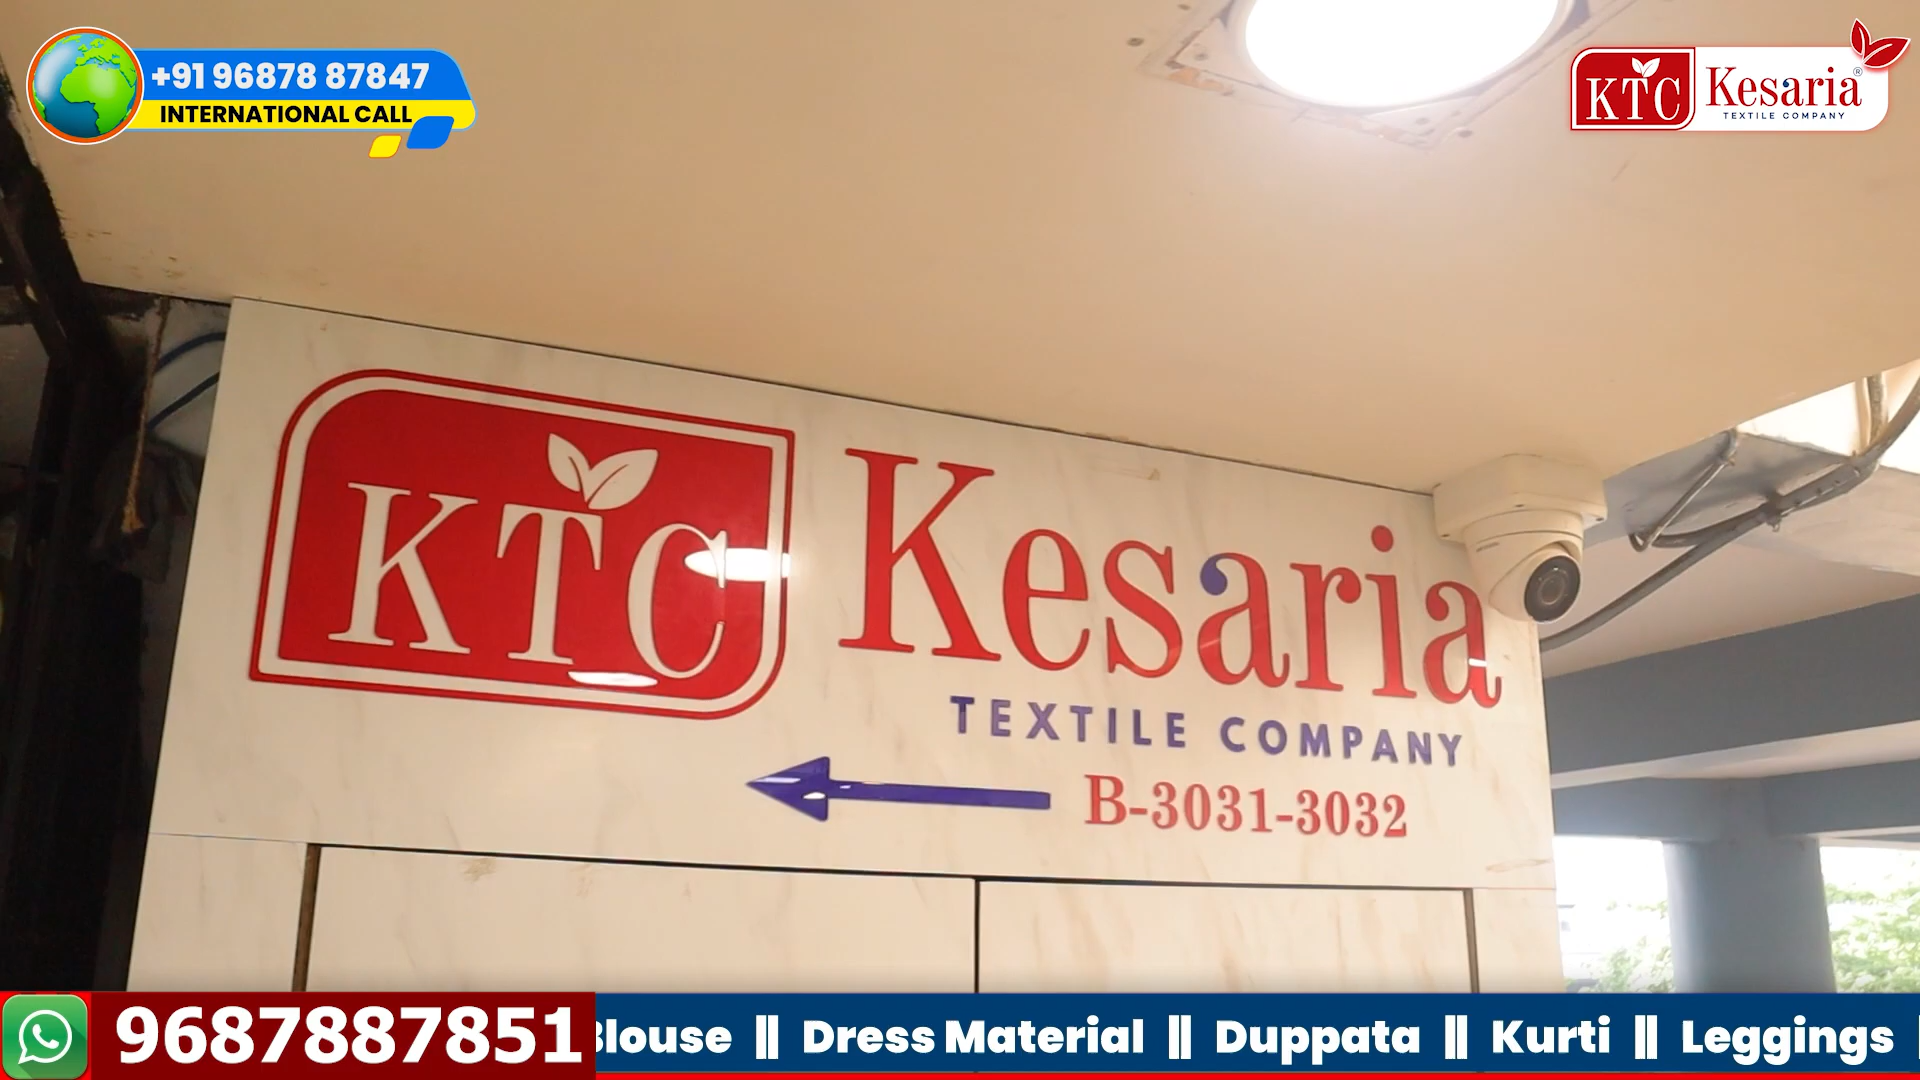 +91 96878 87847
INTERNATIONAL CALL
KTC Kesaria®
TEXTILE COMPANY
KTC Kesaria
TEXTILE COMPANY
B-3031-3032
9687887851 Blouse || Dress Material || Duppata || Kurti || Leggings